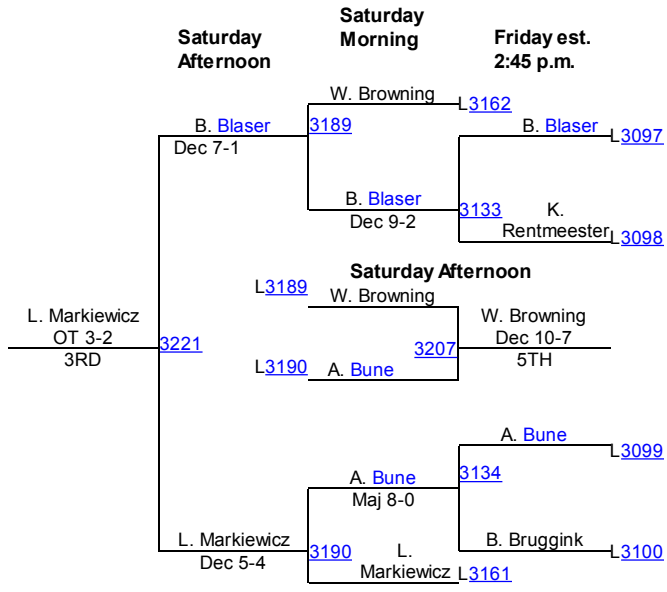 Saturday
Afternoon
Saturday
Morning
Friday est.
2:45 p.m.
W. Browning
L3162
B. Blaser
3189
B. Blaser
L3097
Dec 7-1
B. Blaser
3133
K.
Dec 9-2
Rentmeester
L3098
Saturday Afternoon
L3189
W. Browning
L. Markiewicz
W. Browning
OT 3-2
3221
3207
Dec 10-7
3RD
L3190
A. Bune
5TH
A. Bune
L3099
A. Bune
3134
Maj 8-0
L. Markiewicz
3190
L.
B. Bruggink
L3100
Dec 5-4
Markiewicz
L3161